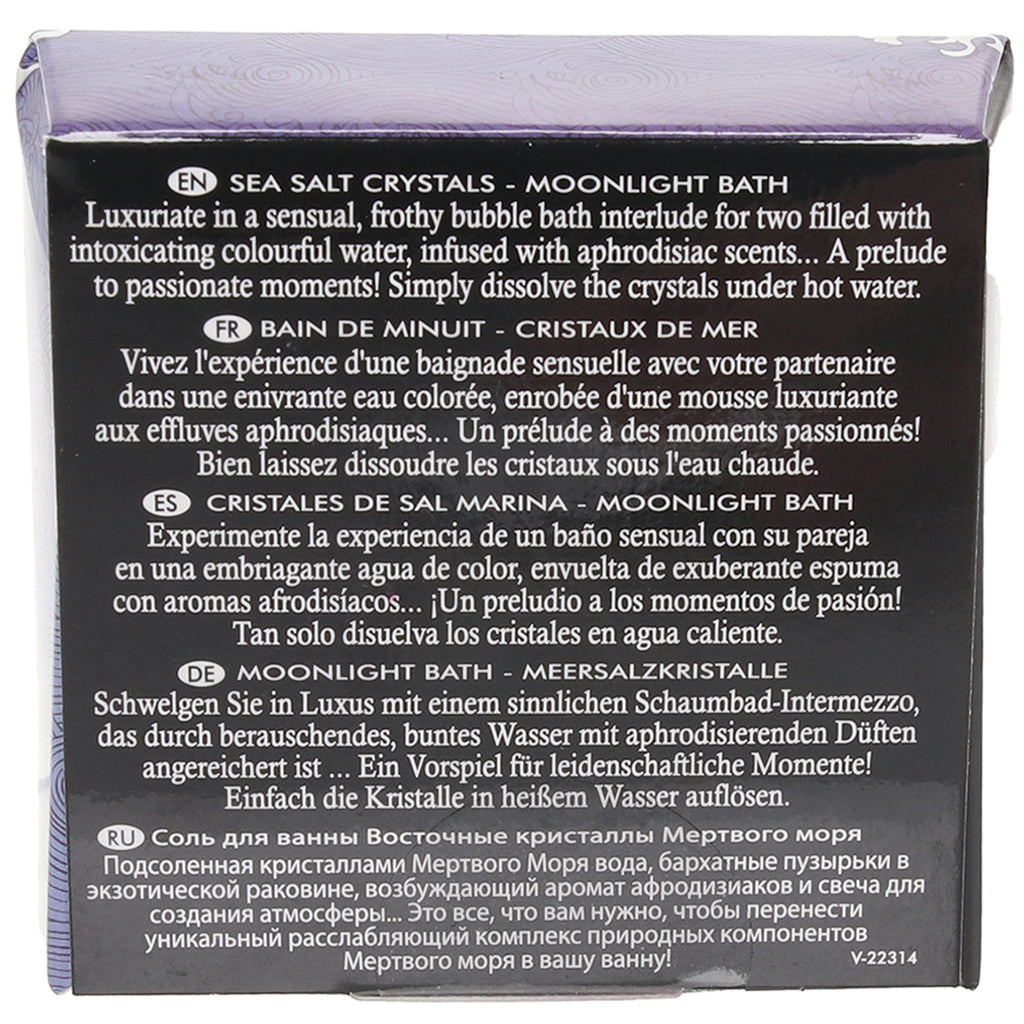 EN SEA SALT CRYSTALS - MOONLIGHT BATH
Luxuriate in a sensual, frothy bubble bath interlude for two filled with
intoxicating colourful water, infused with aphrodisiac scents... A prelude
to passionate moments! Simply dissolve the crystals under hot water.
FR BAIN DE MINUIT - CRISTAUX DE MER
Vivez l'expérience d'une baignade sensuelle avec votre partenaire
dans une enivrante eau colorée, enrobée d'une mousse luxuriante
aux effluves aphrodisiaques... Un prélude à des moments passionnés!
Bien laissez dissoudre les cristaux sous l'eau chaude.
ES CRISTALES DE SAL MARINA - MOONLIGHT BATH
Experimente la experiencia de un baño sensual con su pareja
en una embriagante agua de color, envuelta de exuberante espuma
con aromas afrodisíacos... ¡Un preludio a los momentos de pasión!
Tan solo disuelva los cristales en agua caliente.
DE MOONLIGHT BATH - MEERSALZKRISTALLE
Schwelgen Sie in Luxus mit einem sinnlichen Schaumbad-Intermezzo,
das durch berauschendes, buntes Wasser mit aphrodisierenden Düften
angereichert ist ... Ein Vorspiel für leidenschaftliche Momente!
Einfach die Kristalle in heißem Wasser auflösen.
RU Соль для ванны Восточные кристаллы Мертвого моря
Подсоленная кристаллами Мертвого Моря вода, бархатные пузырьки в
экзотической раковине, возбуждающий аромат афродизиаков и свеча для
создания атмосферы... Это все, что вам нужно, чтобы перенести
уникальный расслабляющий комплекс природных компонентов
Мертвого моря в вашу ванну!
V-22314